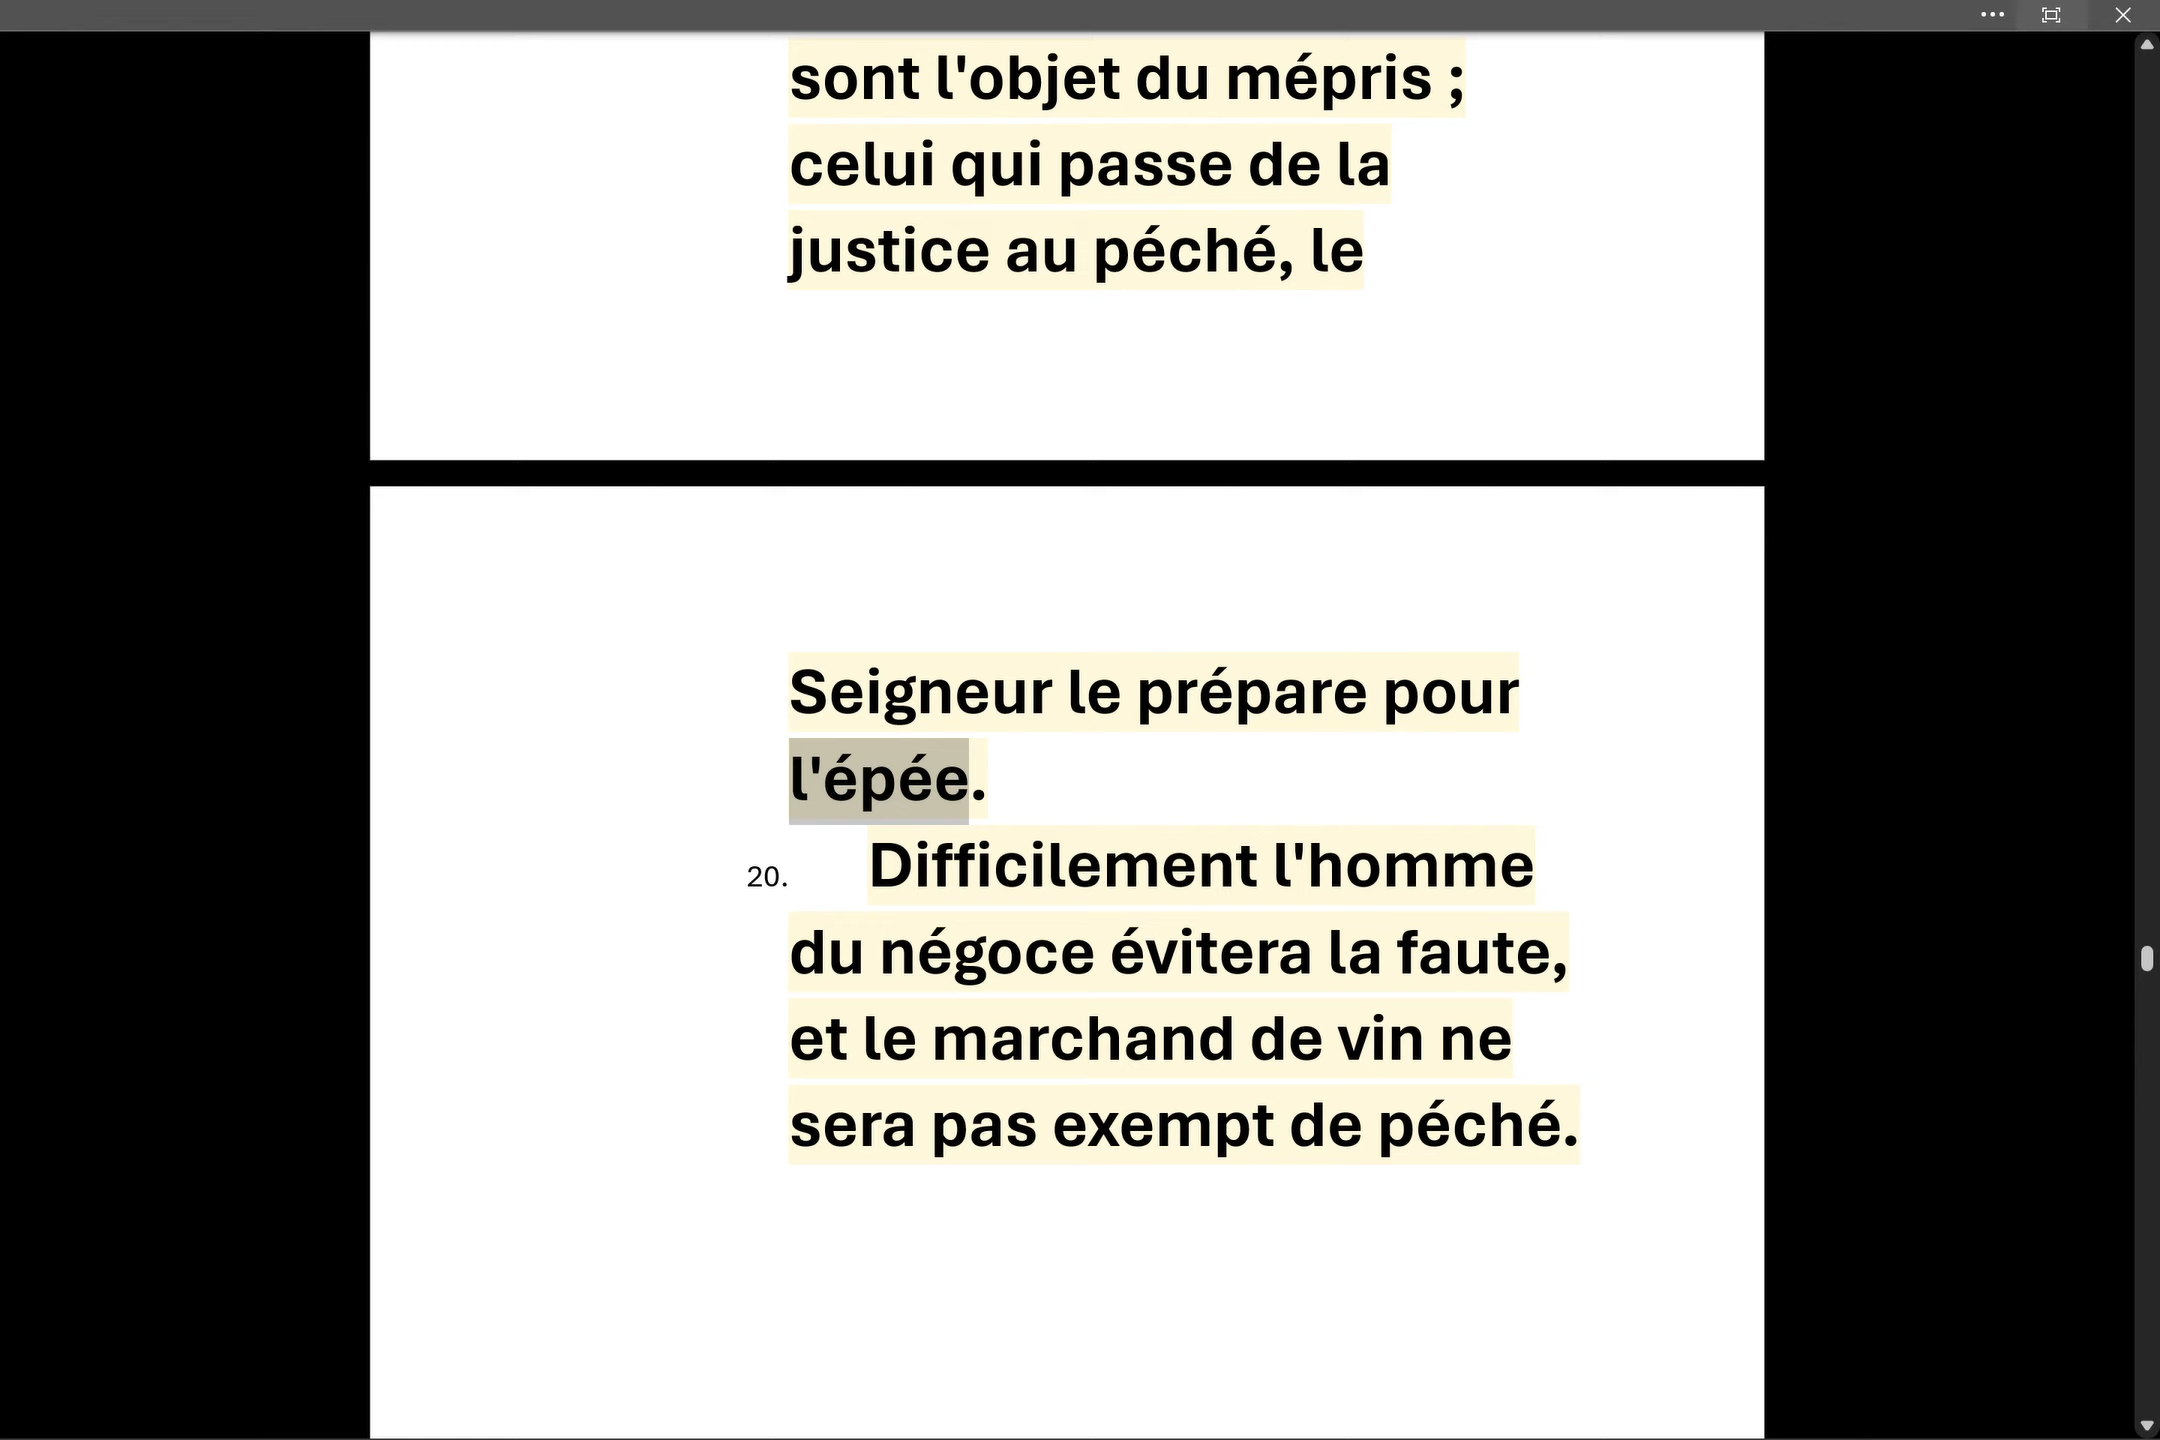 sont l'objet du mépris ;
celui qui passe de la
justice au péché, le
Seigneur le prépare pour
l'épée.
20. Difficilement l'homme
du négoce évitera la faute,
et le marchand de vin ne
sera pas exempt de péché.